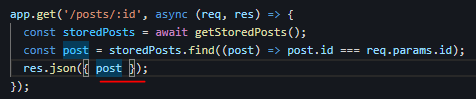 app.get('/posts/:id', async (req, res) => {
  const storedPosts = await getStoredPosts();
  const post = storedPosts.find((post) => post.id === req.params.id);
  res.json({ post });
});